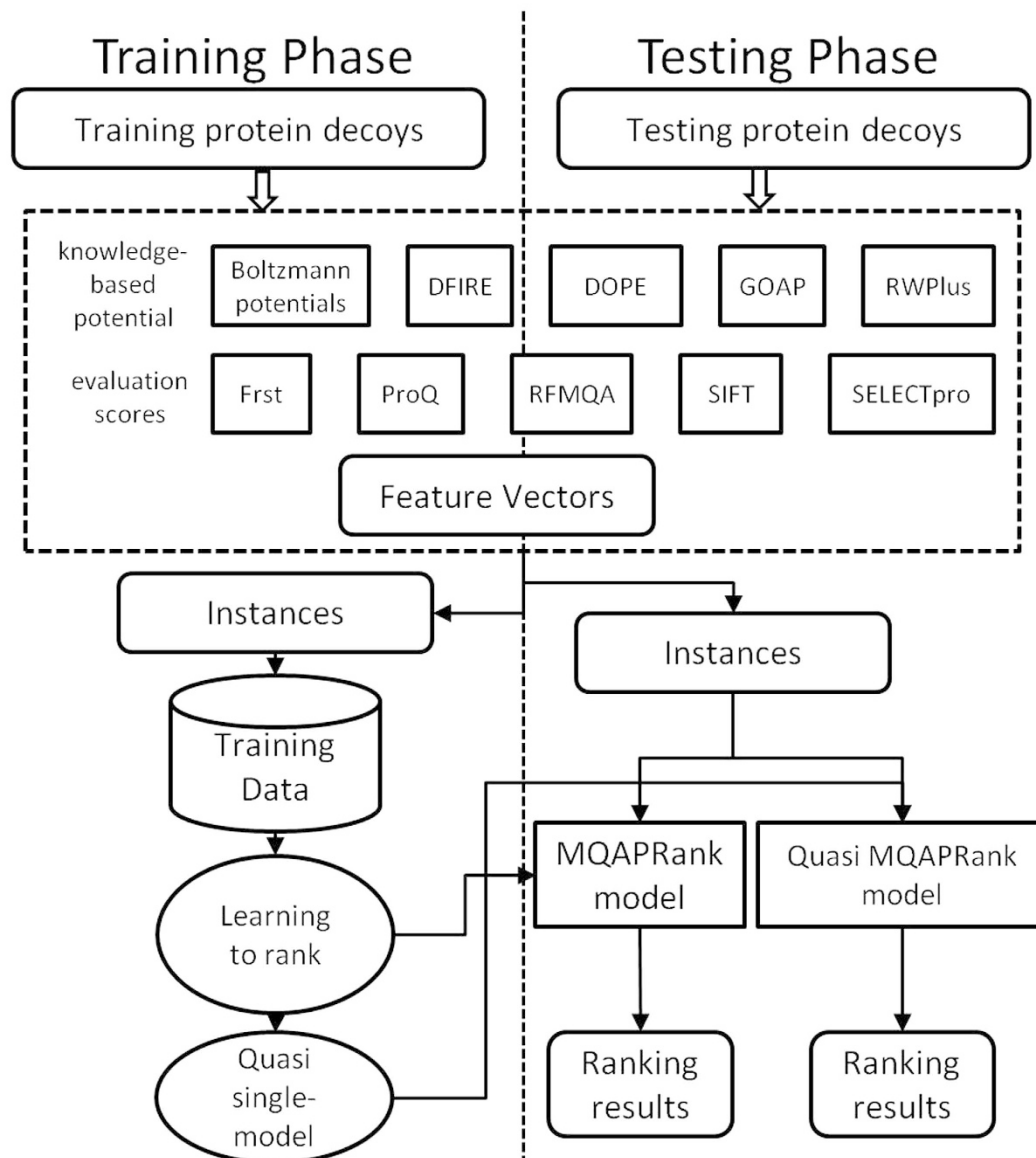 Training Phase
Testing Phase
Training protein decoys
Testing protein decoys
knowledge-
based
potential
Boltzmann
potentials
DFIRE
DOPE
GOAP
RWPlus
evaluation
scores
Frst
ProQ
RFMQA
SIFT
SELECTpro
Feature Vectors
Instances
Instances
Training
Data
MQAPRank
model
Quasi MQAPRank
model
Learning
to rank
Quasi
single-
model
Ranking
results
Ranking
results